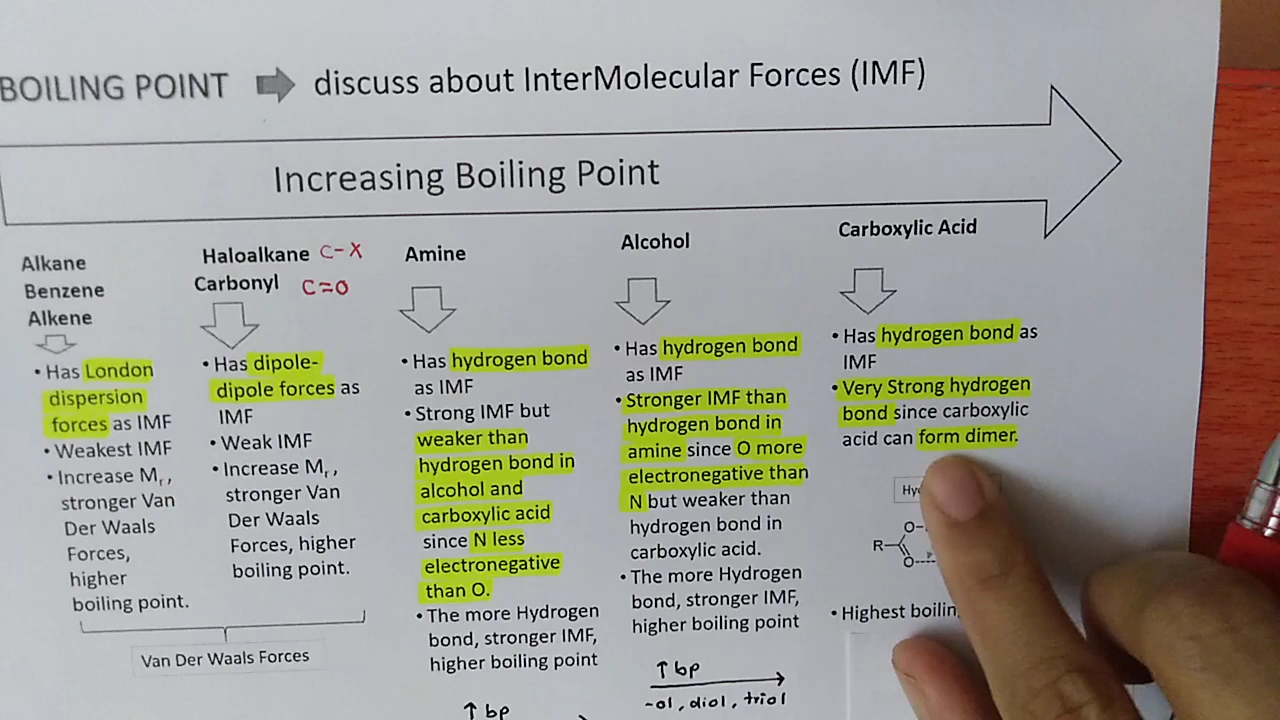 BOILING POINT discuss about InterMolecular Forces (IMF)
Increasing Boiling Point
Alkane
Benzene
Alkene
• Has London
dispersion
forces as IMF
• Weakest IMF
• Increase Mr,
stronger Van
Der Waals
Forces,
higher
boiling point.
Haloalkane C-X
Carbonyl C=O
• Has dipole-
dipole forces as
IMF
• Weak IMF
• Increase Mr,
stronger Van
Der Waals
Forces, higher
boiling point.
Van Der Waals Forces
Amine
• Has hydrogen bond
as IMF
• Strong IMF but
weaker than
hydrogen bond in
alcohol and
carboxylic acid
since N less
electronegative
than O.
• The more Hydrogen
bond, stronger IMF,
higher boiling point
↑ bp
Alcohol
• Has hydrogen bond
as IMF
• Stronger IMF than
hydrogen bond in
amine since O more
electronegative than
N but weaker than
hydrogen bond in
carboxylic acid.
• The more Hydrogen
bond, stronger IMF,
higher boiling point
↑ bp
-ol, diol, triol
Carboxylic Acid
• Has hydrogen bond as
IMF
• Very Strong hydrogen
bond since carboxylic
acid can form dimer.
O
R
O
• Highest